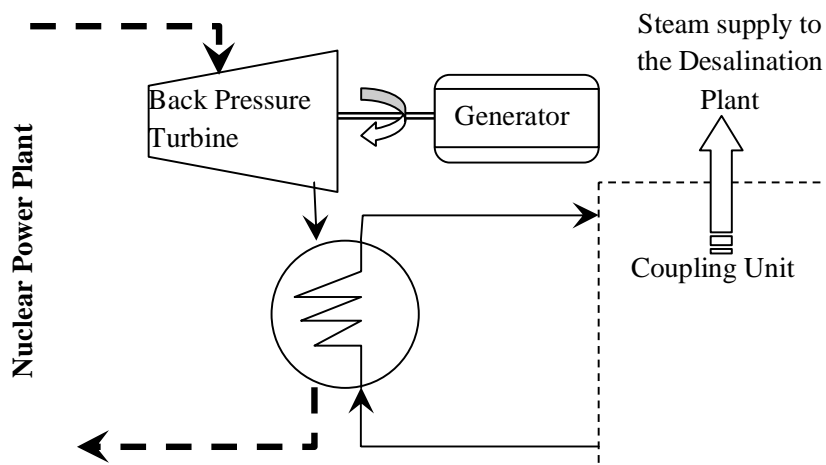 Steam supply to
the Desalination
Plant
Back Pressure
Turbine
Generator
Nuclear Power Plant
Coupling Unit